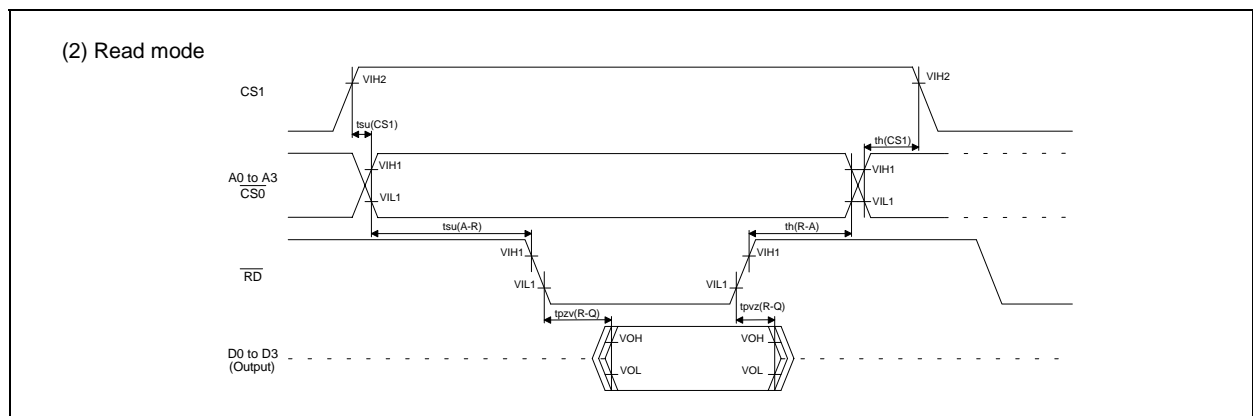 (2) Read mode
CS1
VIH2
VIH2
tsu(CS1)
th(CS1)
A0 to A3
CS0
VIH1
VIL1
VIH1
VIL1
tsu(A-R)
th(R-A)
RD
VIH1
VIL1
VIH1
VIL1
tpzv(R-Q)
tpvz(R-Q)
D0 to D3
(Output)
VOH
VOL
VOH
VOL